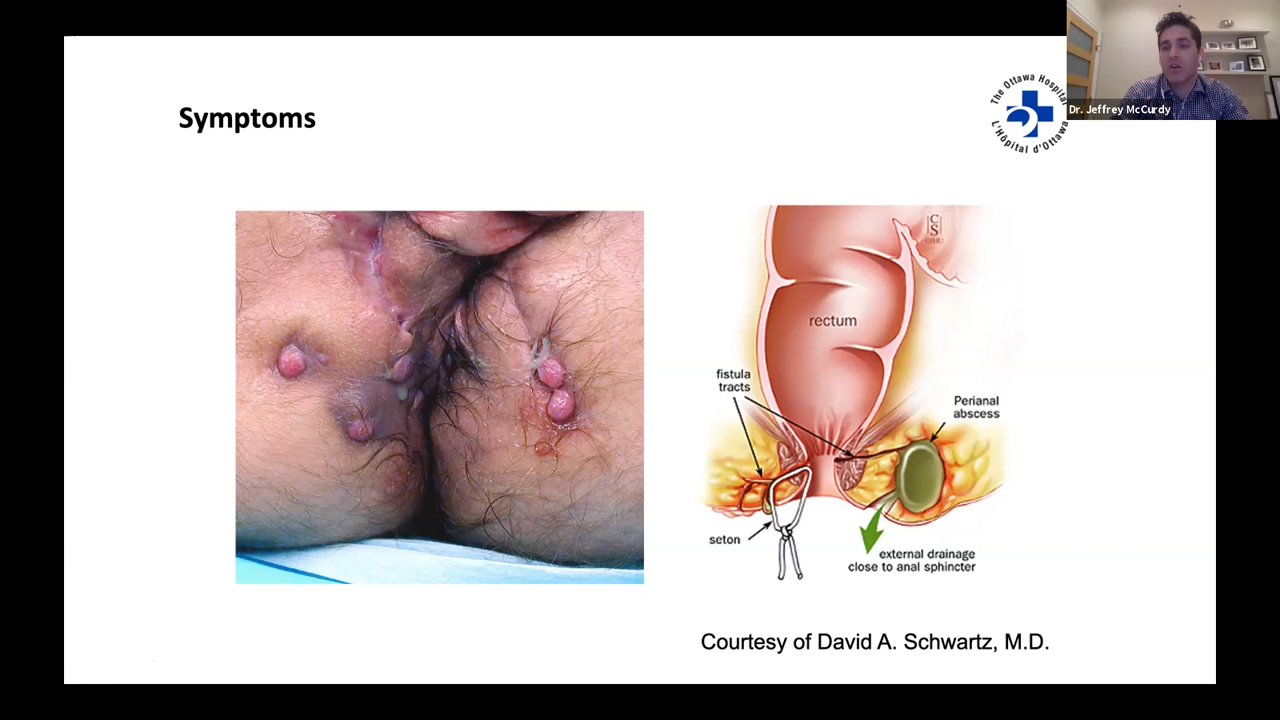 Symptoms
The Ottawa Hospital
L'Hôpital d'Ottawa
Dr. Jeffrey McCurdy
CS
rectum
fistula
tracts
Perianal
abscess
seton
external drainage
close to anal sphincter
Courtesy of David A. Schwartz, M.D.